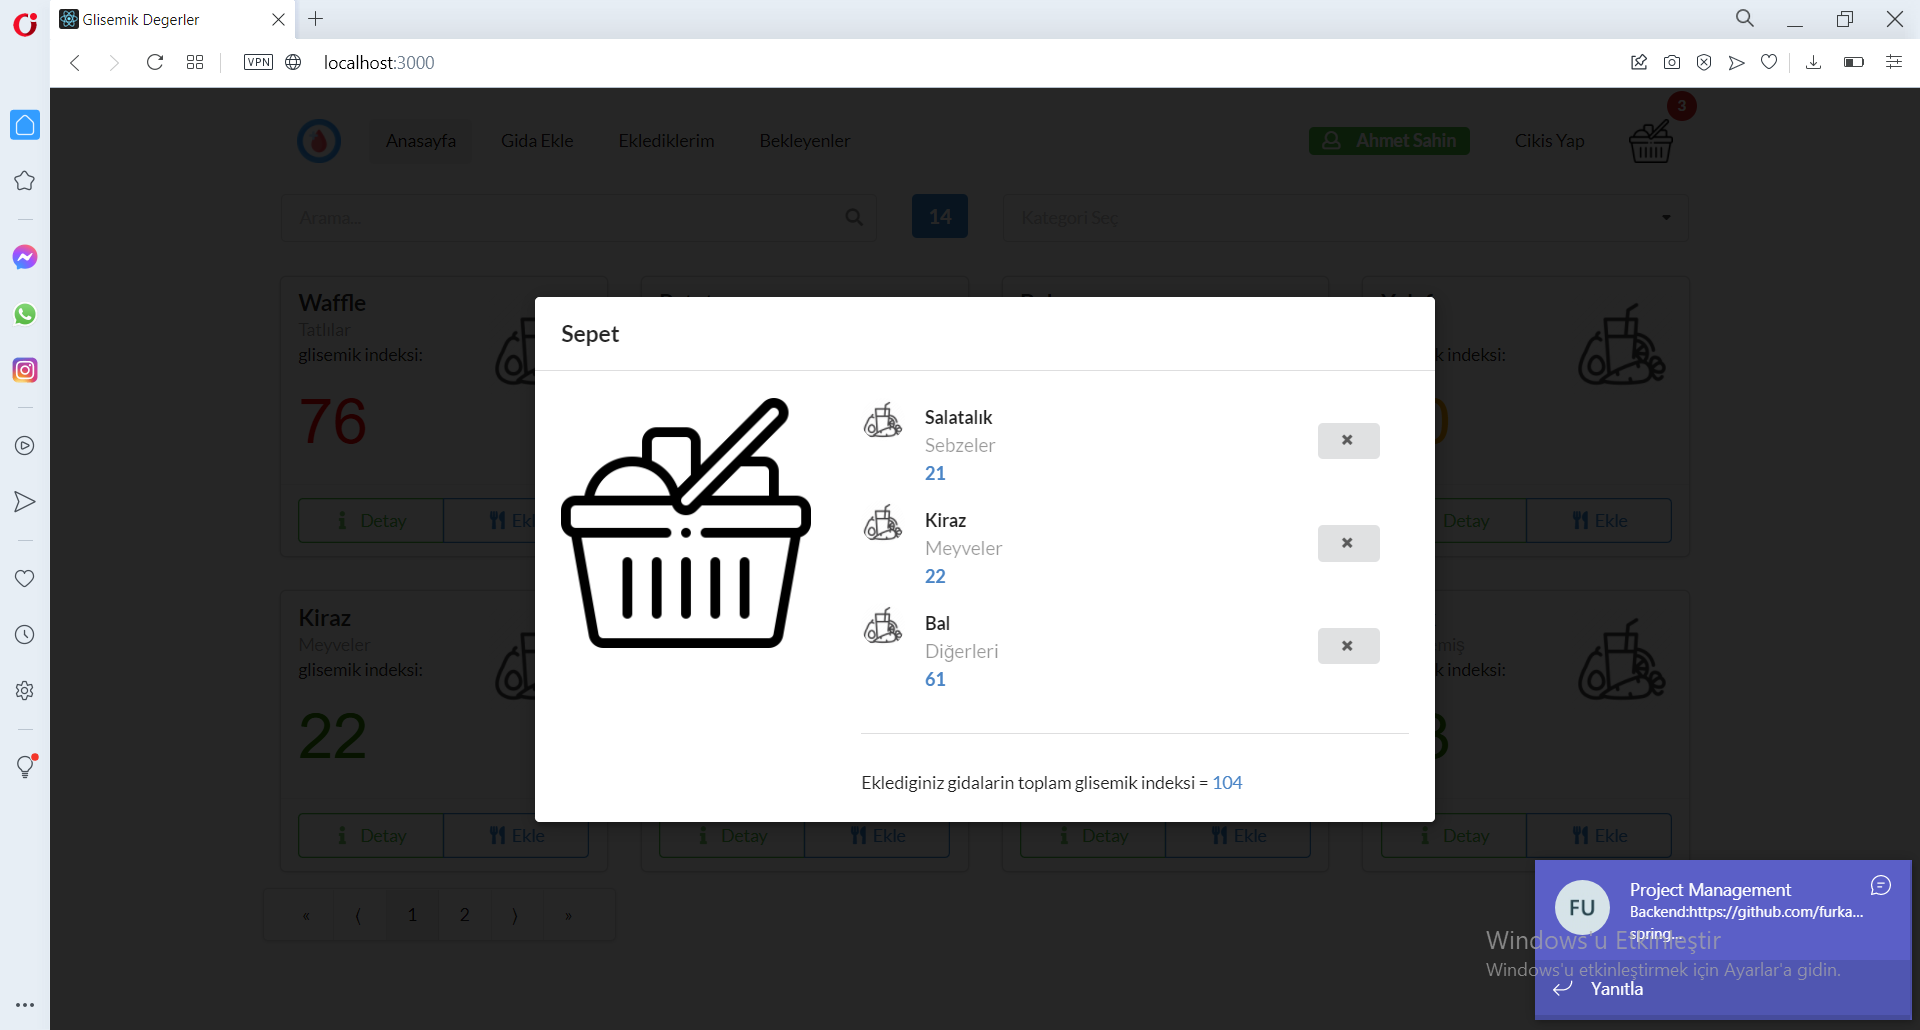 Glisemik Degerler
VPN
localhost:3000
3
Anasayfa
Gida Ekle
Eklediklerim
Bekleyenler
Ahmet Sahin
Cikis Yap
Arama...
14
Kategori Seç
Waffle
Tatlılar
glisemik indeksi:
76
Detay
Ekle
k indeksi:
Detay
Ekle
Sepet
Salatalık
Sebzeler
21
Kiraz
Meyveler
22
Bal
Diğerleri
61
Eklediginiz gidalarin toplam glisemik indeksi = 104
Kiraz
Meyveler
glisemik indeksi:
22
Detay
Ekle
Detay
Ekle
Detay
Ekle
k indeksi:
Detay
Ekle
« ⟨ 1 2 ⟩ »
FU
Project Management
Backend:https://github.com/furka...
spring...
Windows'u Etkinleştir
Windows'u etkinleştirmek için Ayarlar'a gidin.
Yanıtla